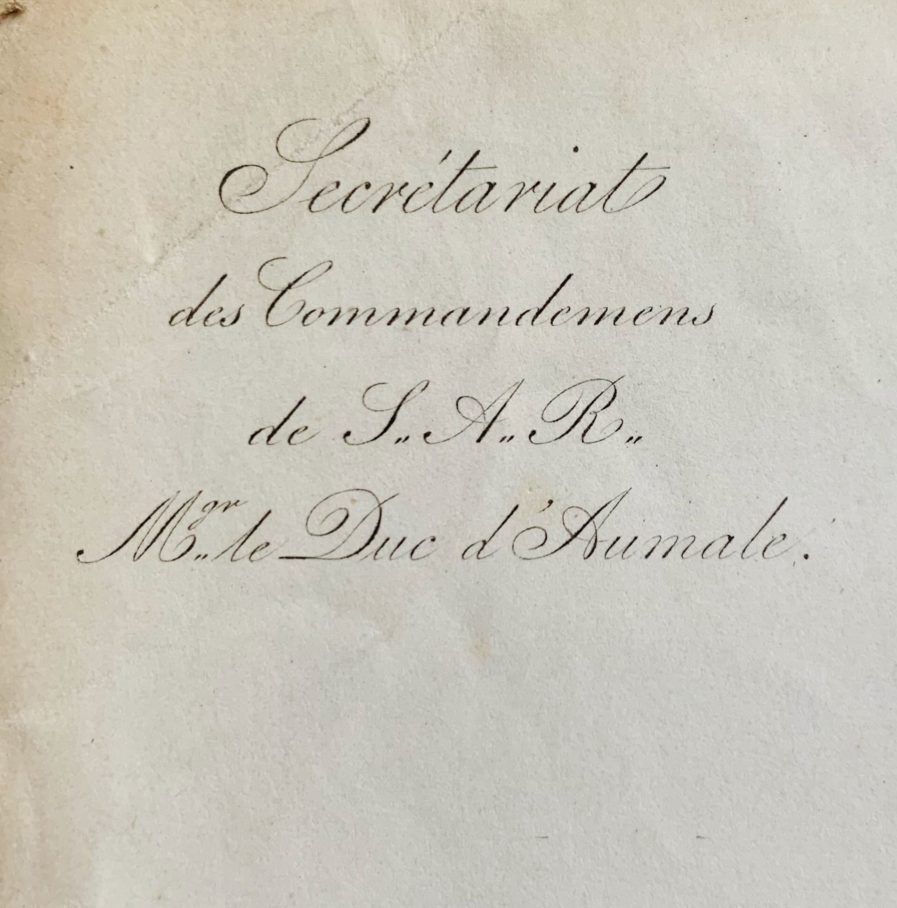 Secrétariat
des Commandemens
de S„ A„ R„
Mgr„ le Duc d'Aumale.